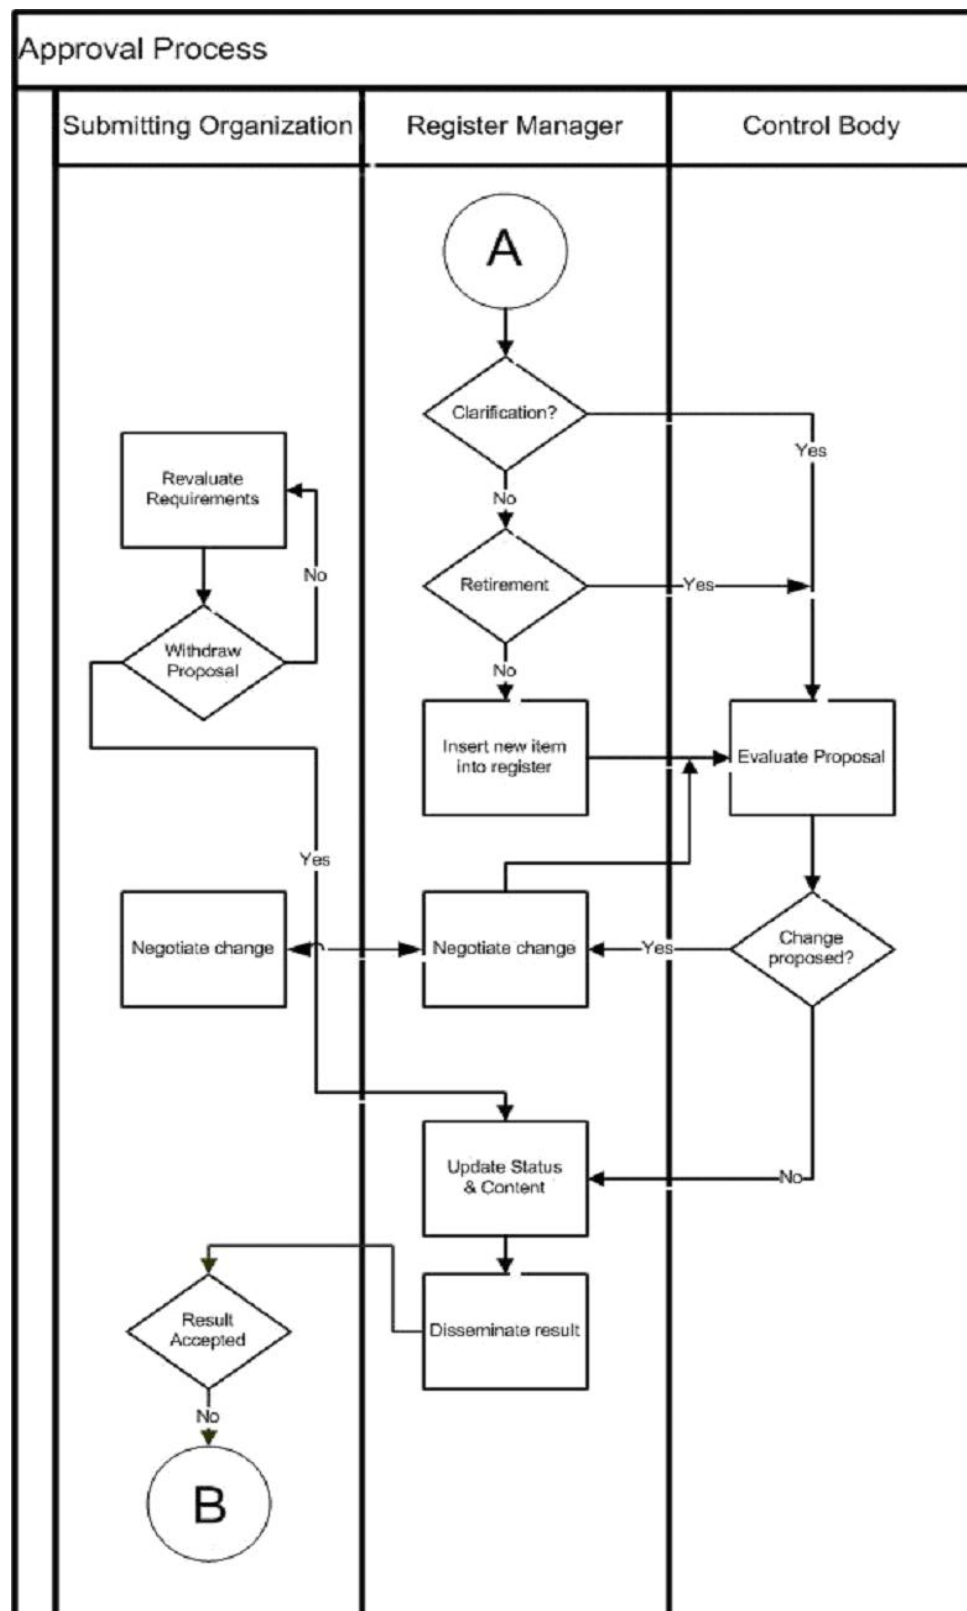 Approval Process
Submitting Organization
Register Manager
Control Body
A
Clarification?
Yes
No
Revaluate
Requirements
No
Retirement
Yes
No
Withdraw
Proposal
Insert new item
into register
Evaluate Proposal
Yes
Negotiate change
Negotiate change
Yes
Change
proposed?
Update Status
& Content
No
Result
Accepted
Disseminate result
No
B